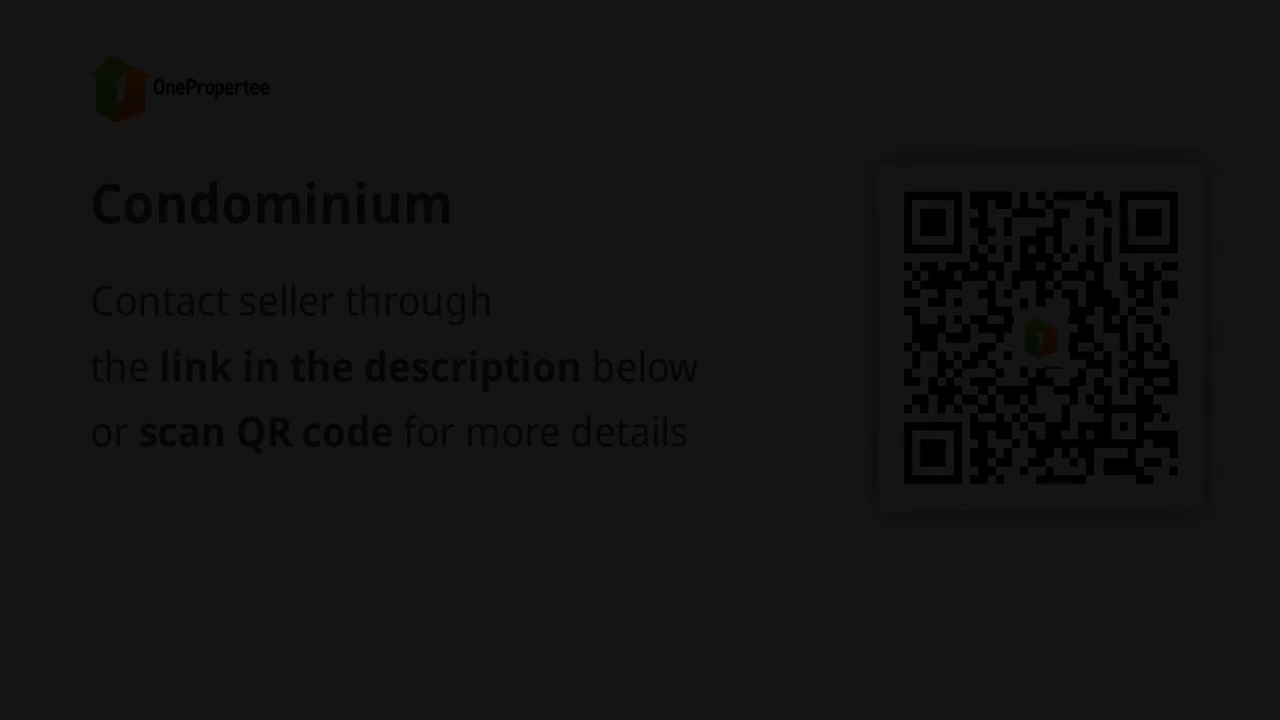 OnePropertee
Condominium
Contact seller through
the link in the description below
or scan QR code for more details